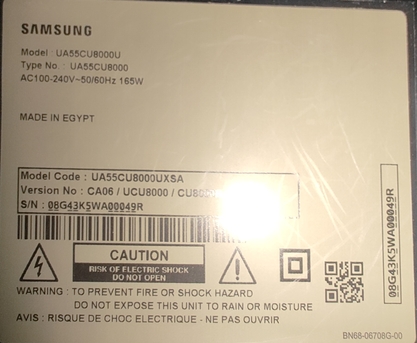 SAMSUNG
Model : UA55CU8000U
Type No. : UA55CU8000
AC100-240V~50/60Hz 165W
MADE IN EGYPT
Model Code : UA55CU8000UXSA
Version No : CA06 / UCU8000 /
S/N : 08G43K5WA00049R
CAUTION
RISK OF ELECTRIC SHOCK
DO NOT OPEN
WARNING : TO PREVENT FIRE OR SHOCK HAZARD
DO NOT EXPOSE THIS UNIT TO RAIN OR MOISTURE
AVIS : RISQUE DE CHOC ELECTRIQUE - NE PAS OUVRIR
08G43K5WA00049R
BN68-06708G-00